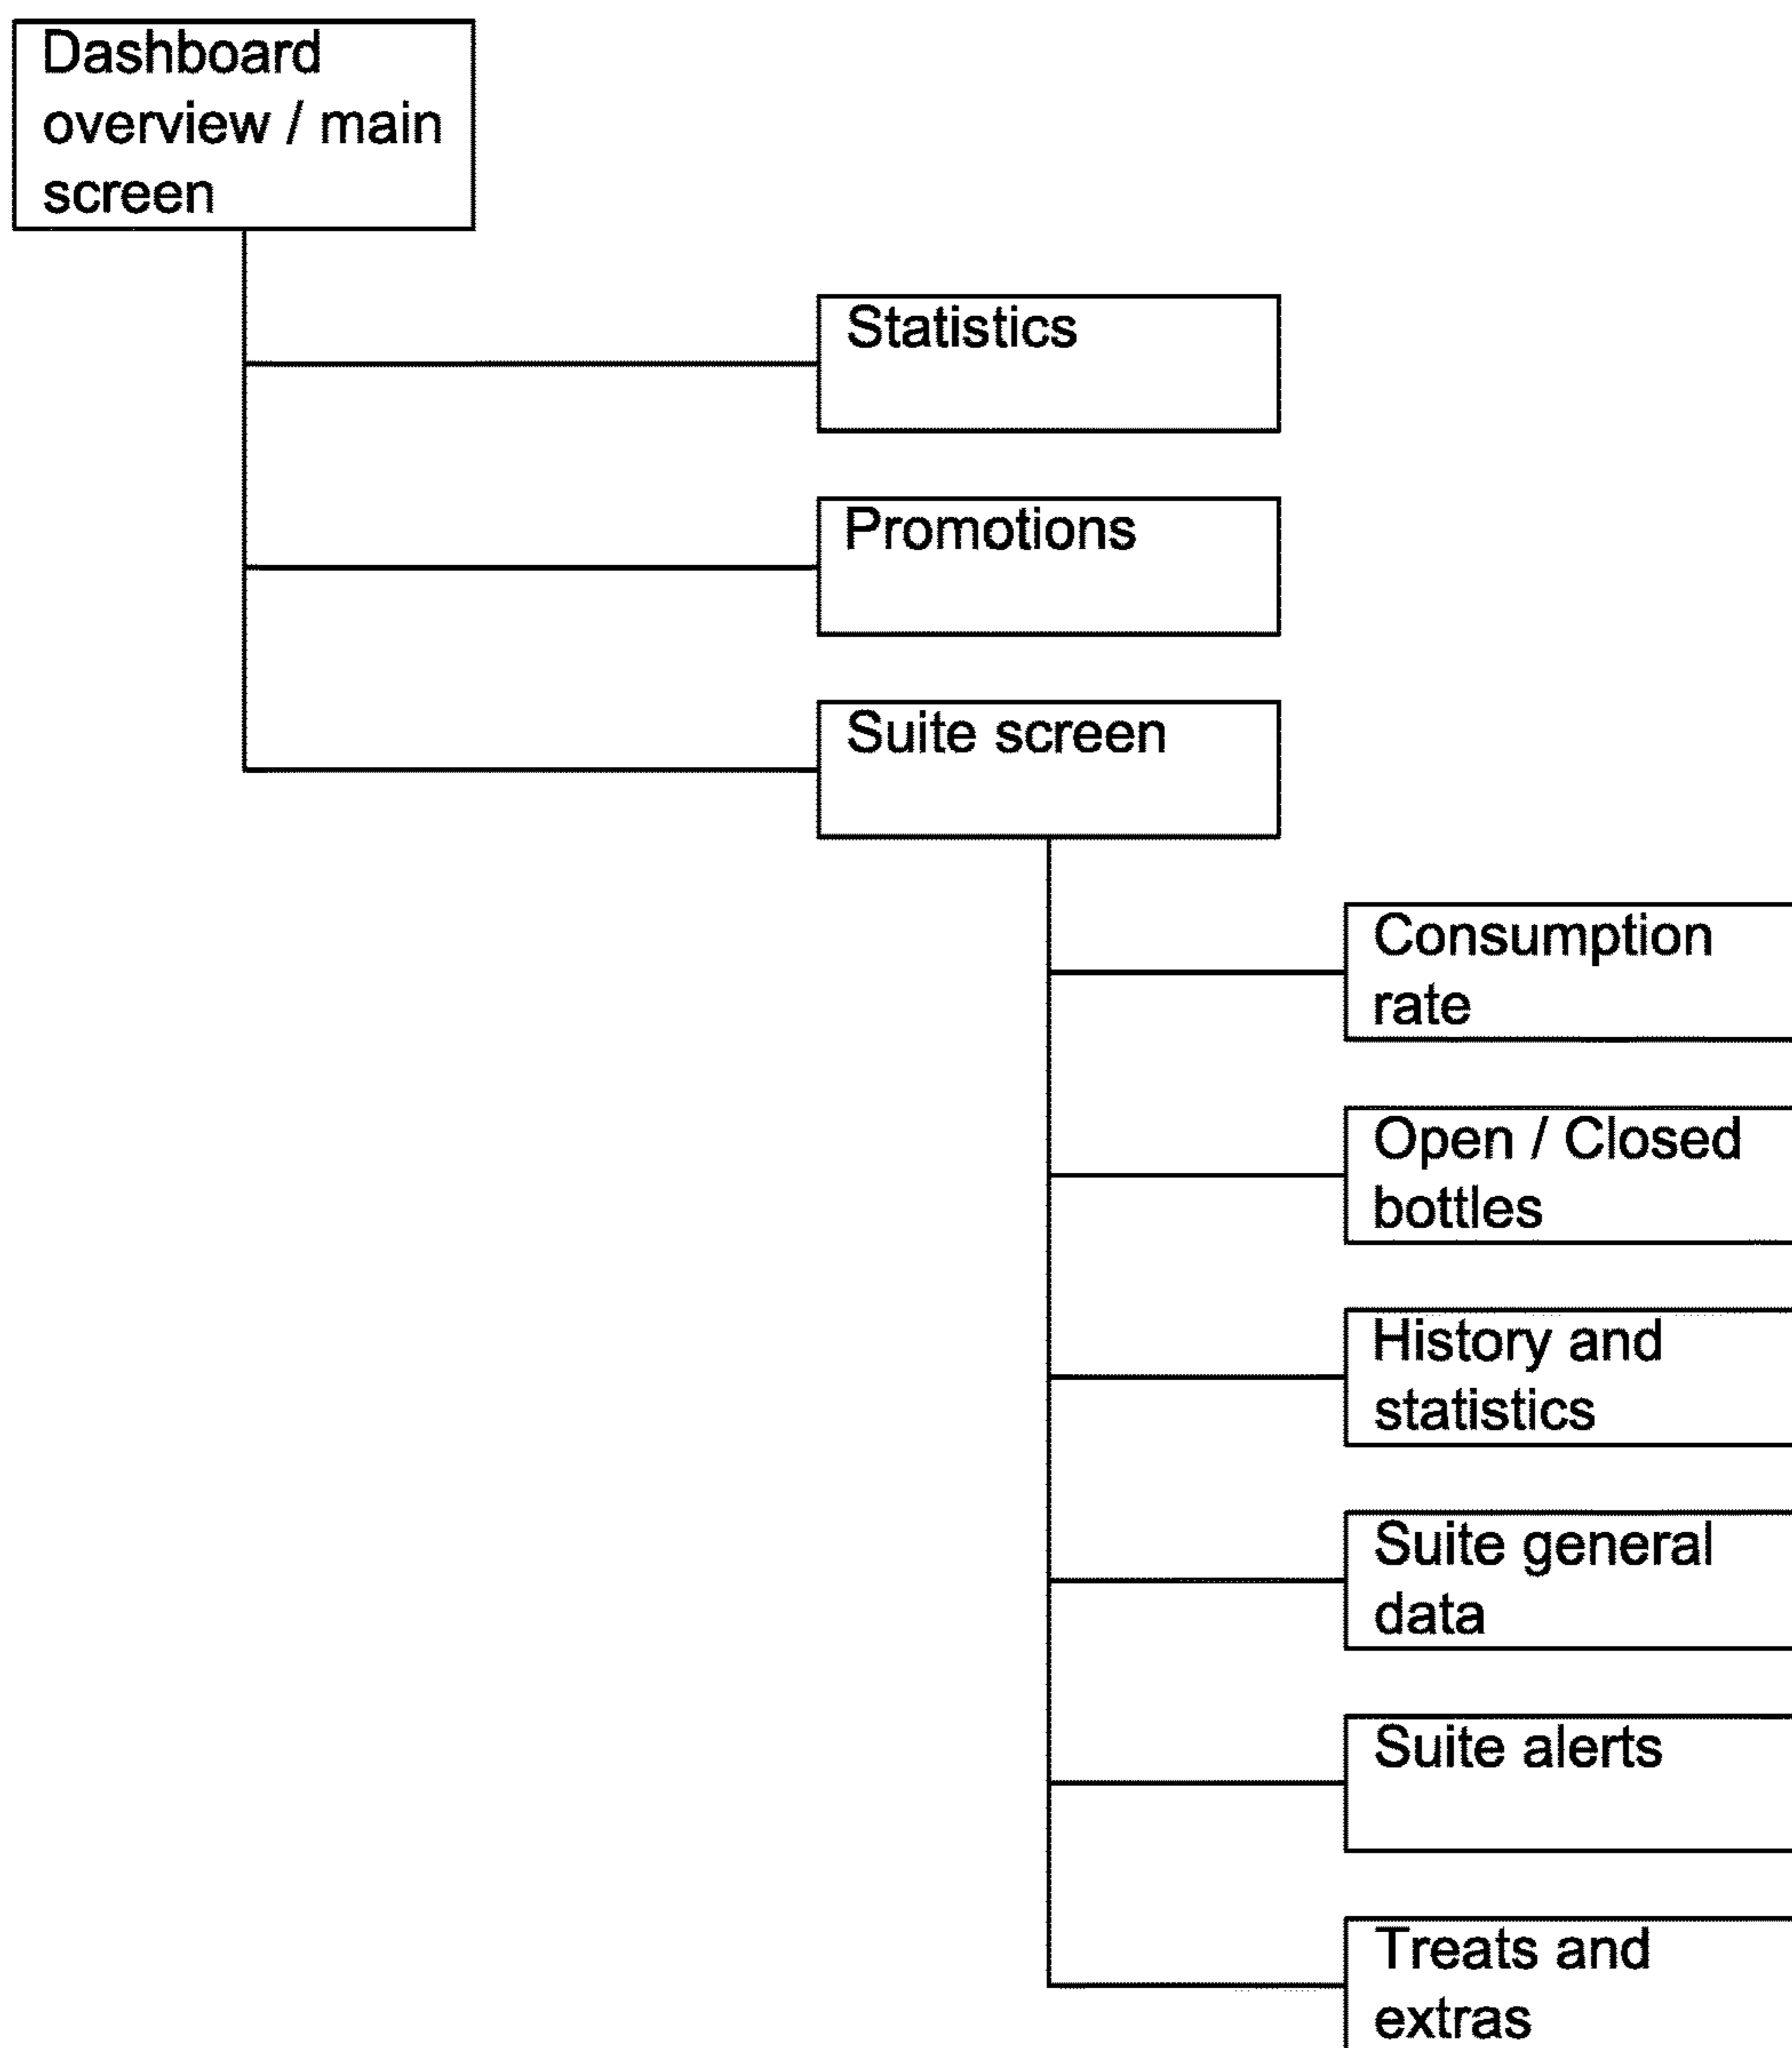 Dashboard
overview / main
screen
Statistics
Promotions
Suite screen
Consumption
rate
Open / Closed
bottles
History and
statistics
Suite general
data
Suite alerts
Treats and
extras